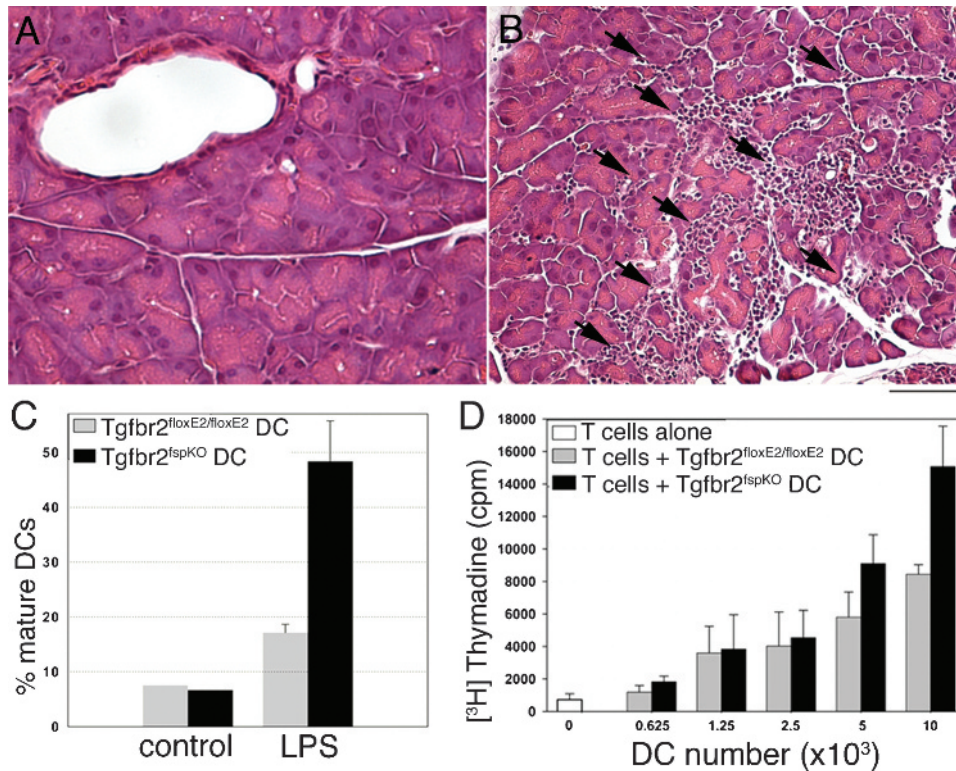 A
B
C
Tgfbr2floxE2/floxE2 DC
Tgfbr2fspKO DC
% mature DCs
50
40
30
20
10
0
control
LPS
D
T cells alone
T cells + Tgfbr2floxE2/floxE2 DC
T cells + Tgfbr2fspKO DC
[3H] Thymadine (cpm)
18000
16000
14000
12000
10000
8000
6000
4000
2000
0
0 0.625 1.25 2.5 5 10
DC number (x10³)